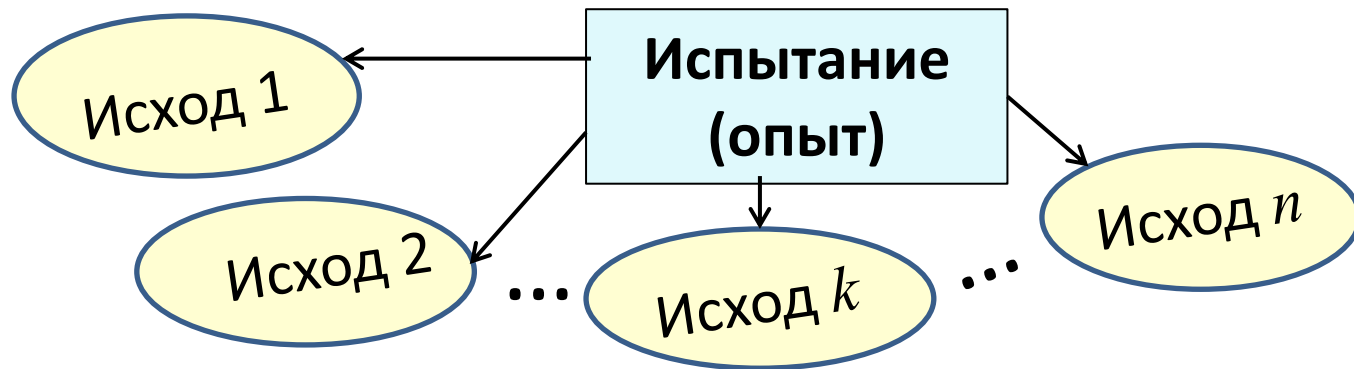 Испытание
(опыт)
Исход 1
Исход 2
...
Исход k
...
Исход n